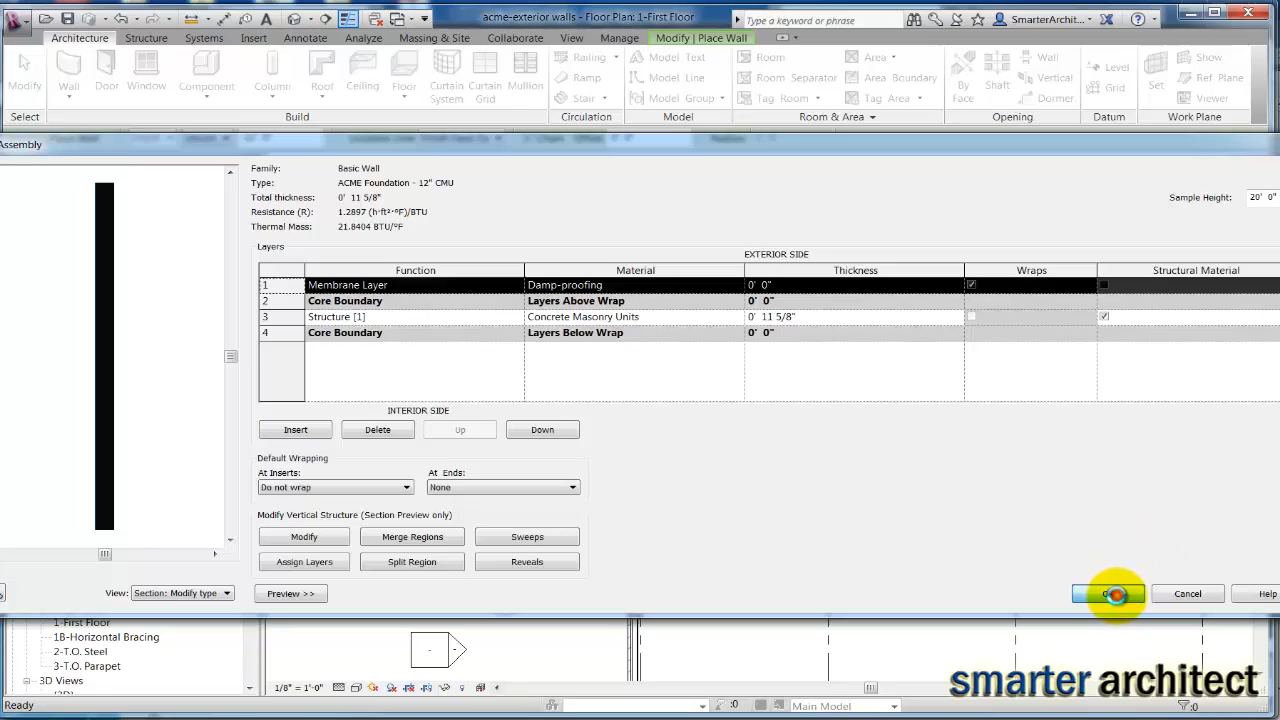 acme-exterior walls - Floor Plan: 1-First Floor
Type a keyword or phrase
SmarterArchit...
Architecture Structure Systems Insert Annotate Analyze Massing & Site Collaborate View Manage Modify | Place Wall
Modify Wall Door Window Component Column Roof Ceiling Floor Curtain System Curtain Grid Mullion
Railing Model Text Room Area Wall Level Show
Ramp Model Line Room Separator Area Boundary By Face Shaft Vertical Grid Set Ref Plane
Stair Model Group Tag Room Tag Area Dormer Viewer
Select Build Circulation Model Room & Area Opening Datum Work Plane
Assembly
Family: Basic Wall
Type: ACME Foundation - 12" CMU
Total thickness: 0' 11 5/8" Sample Height: 20' 0"
Resistance (R): 1.2897 (h·ft²·°F)/BTU
Thermal Mass: 21.8404 BTU/°F
Layers
EXTERIOR SIDE
Function Material Thickness Wraps Structural Material
1 Membrane Layer Damp-proofing 0' 0"
2 Core Boundary Layers Above Wrap 0' 0"
3 Structure [1] Concrete Masonry Units 0' 11 5/8"
4 Core Boundary Layers Below Wrap 0' 0"
INTERIOR SIDE
Insert Delete Up Down
Default Wrapping
At Inserts: At Ends:
Do not wrap None
Modify Vertical Structure (Section Preview only)
Modify Merge Regions Sweeps
Assign Layers Split Region Reveals
View: Section: Modify type Preview >> Cancel Help
1-First Floor
1B-Horizontal Bracing
2-T.O. Steel
3-T.O. Parapet
3D Views
1/8" = 1'-0"
smarter architect
Ready :0 Main Model :0